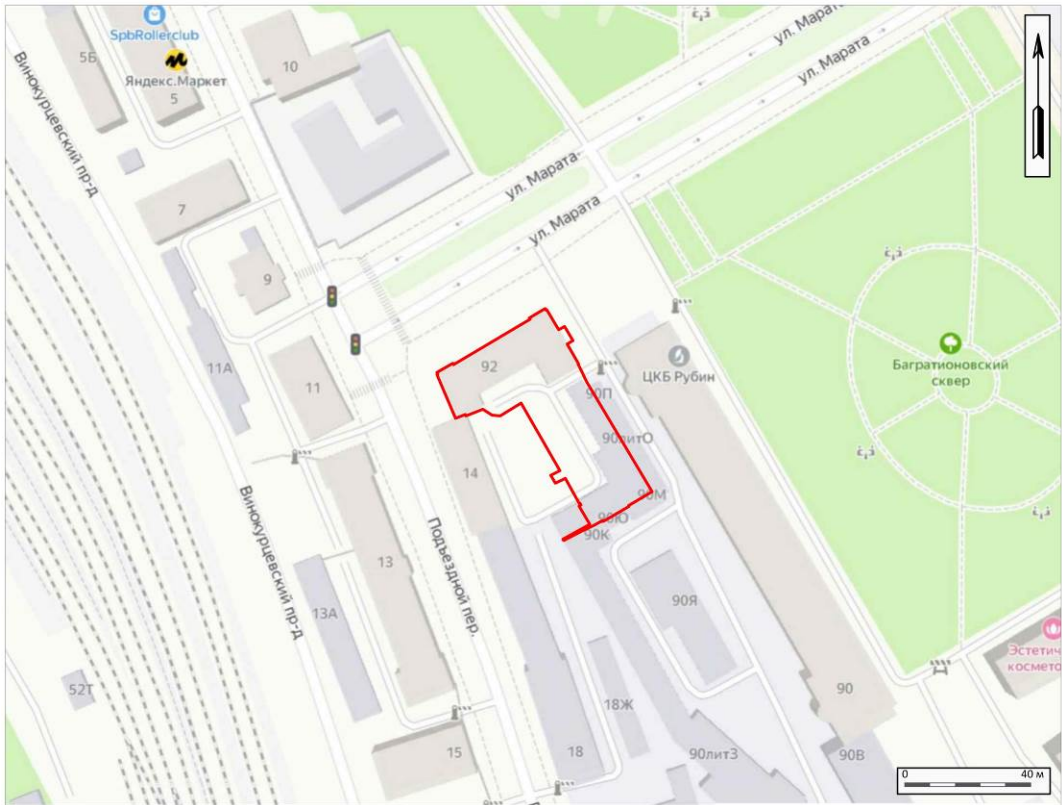 SpbRollerclub
5Б
Яндекс.Маркет
5
10
ул. Марата
ул. Марата
Винокурцевский пр-д
7
ул. Марата
ул. Марата
9
11А
11
92
ЦКБ Рубин
Багратионовский
сквер
90П
90литО
14
90М
90Ю
90К
Винокурцевский пр-д
Подъездной пер.
13
13А
90Я
52Т
18Ж
90
15
18
90литЗ
90В
Эстетич
космето
0
40 м